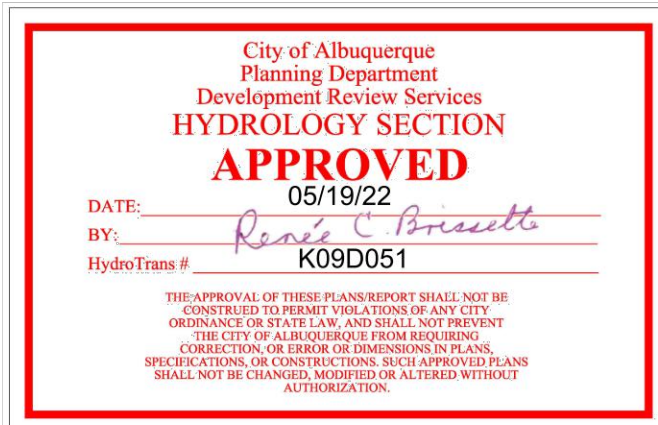 City of Albuquerque
Planning Department
Development Review Services
HYDROLOGY SECTION
APPROVED
DATE: 05/19/22
BY: Renée C. Brissette
HydroTrans # K09D051
THE APPROVAL OF THESE PLANS/REPORT SHALL NOT BE
CONSTRUED TO PERMIT VIOLATIONS OF ANY CITY
ORDINANCE OR STATE LAW, AND SHALL NOT PREVENT
THE CITY OF ALBUQUERQUE FROM REQUIRING
CORRECTION, OR ERROR OR DIMENSIONS IN PLANS,
SPECIFICATIONS, OR CONSTRUCTIONS. SUCH APPROVED PLANS
SHALL NOT BE CHANGED, MODIFIED OR ALTERED WITHOUT
AUTHORIZATION.